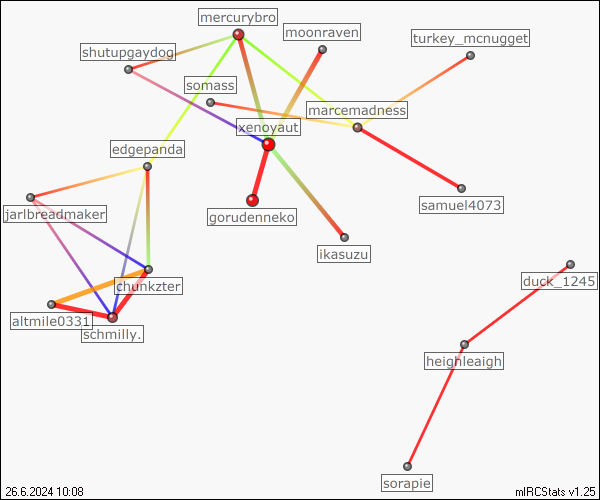 mercurybro
moonraven
turkey_mcnugget
shutupgaydog
somass
marcemadness
xenoyaut
edgepanda
samuel4073
jarlbreadmaker
gorudenneko
ikasuzu
duck_1245
chunkzter
altmile0331
schmilly.
heighleaigh
sorapie
26.6.2024 10:08
mIRCStats v1.25